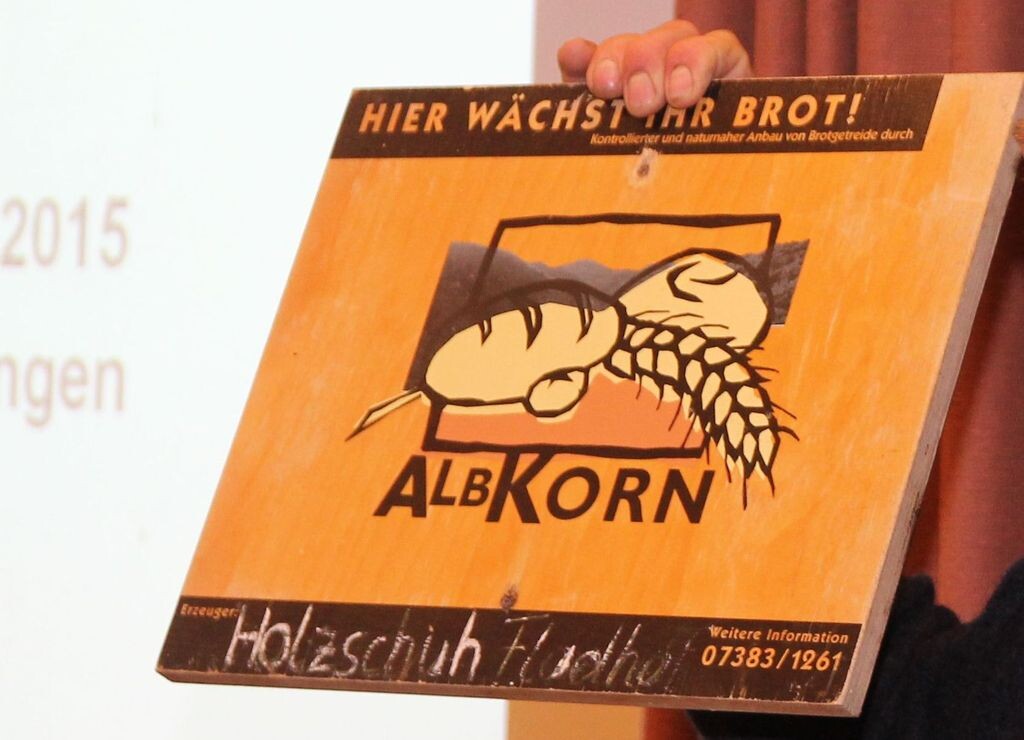 2015
ngen
HIER WÄCHST IHR BROT!
Kontrollierter und naturnaher Anbau von Brotgetreide durch
ALBKORN
Erzeuger:
Holzschuh
Weitere Information
07383/1261